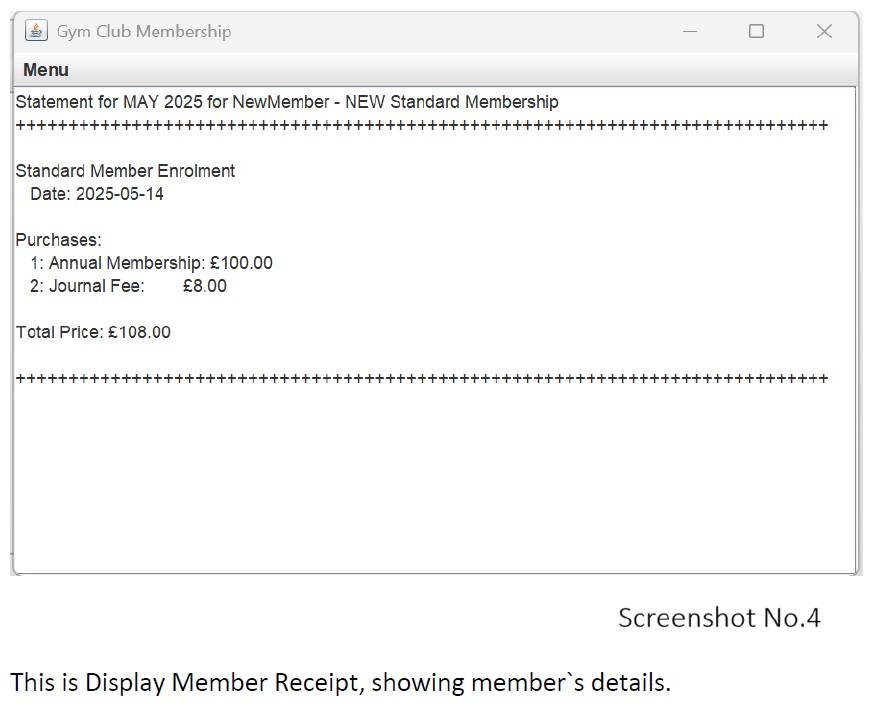 Gym Club Membership
Menu
Statement for MAY 2025 for NewMember - NEW Standard Membership
+++++++++++++++++++++++++++++++++++++++++++++++++++++++++++++++++++++++++++++
Standard Member Enrolment
Date: 2025-05-14
Purchases:
1: Annual Membership: £100.00
2: Journal Fee: £8.00
Total Price: £108.00
+++++++++++++++++++++++++++++++++++++++++++++++++++++++++++++++++++++++++++++
Screenshot No.4
This is Display Member Receipt, showing member`s details.